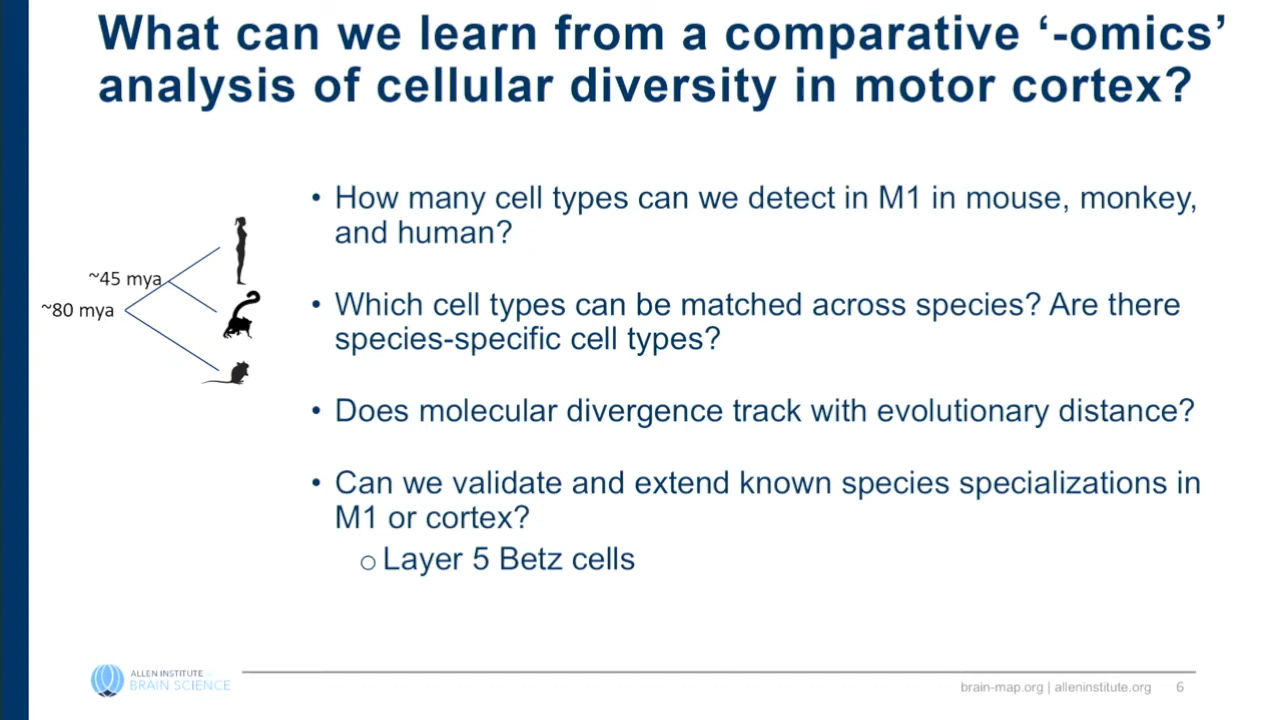 What can we learn from a comparative ‘-omics’
analysis of cellular diversity in motor cortex?
• How many cell types can we detect in M1 in mouse, monkey,
and human?
~45 mya
~80 mya
• Which cell types can be matched across species? Are there
species-specific cell types?
• Does molecular divergence track with evolutionary distance?
• Can we validate and extend known species specializations in
M1 or cortex?
o Layer 5 Betz cells
ALLEN INSTITUTE for
BRAIN SCIENCE
brain-map.org | alleninstitute.org 6